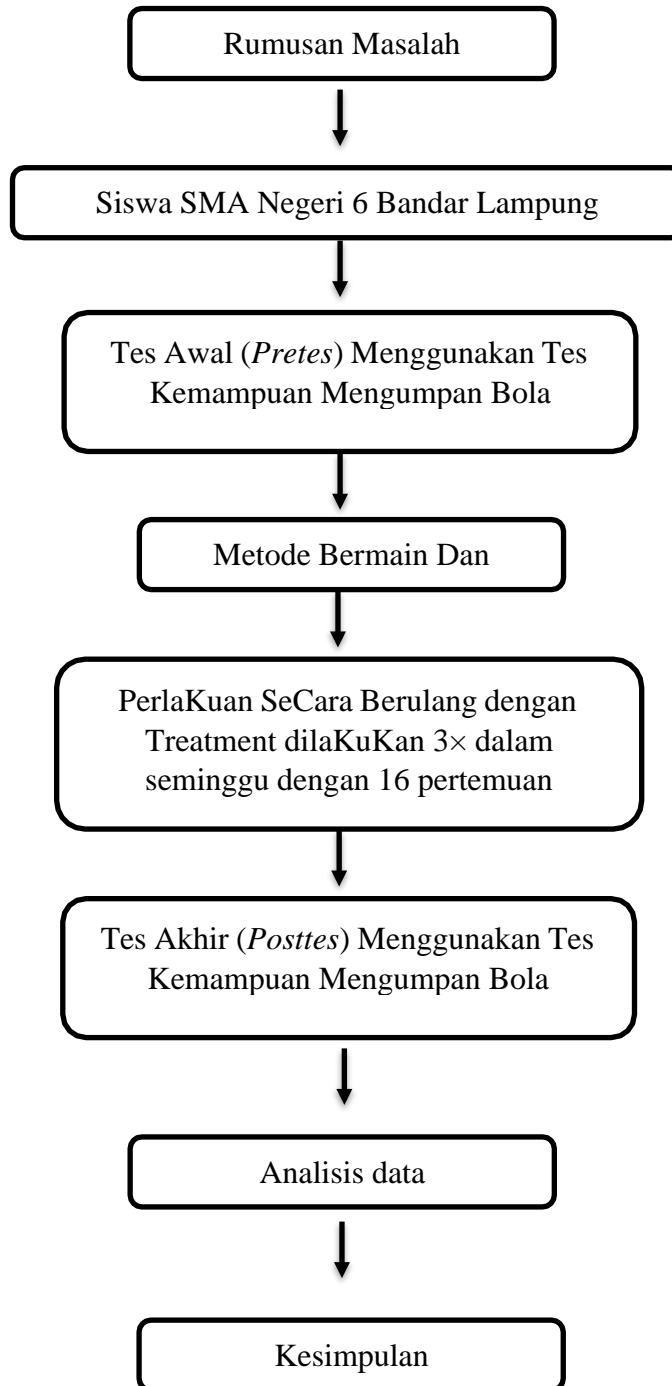 Rumusan Masalah
Siswa SMA Negeri 6 Bandar Lampung
Tes Awal (Pretes) Menggunakan Tes
Kemampuan Mengumpan Bola
Metode Bermain Dan
PerlaKuan SeCara Berulang dengan
Treatment dilaKuKan 3× dalam
seminggu dengan 16 pertemuan
Tes Akhir (Posttes) Menggunakan Tes
Kemampuan Mengumpan Bola
Analisis data
Kesimpulan